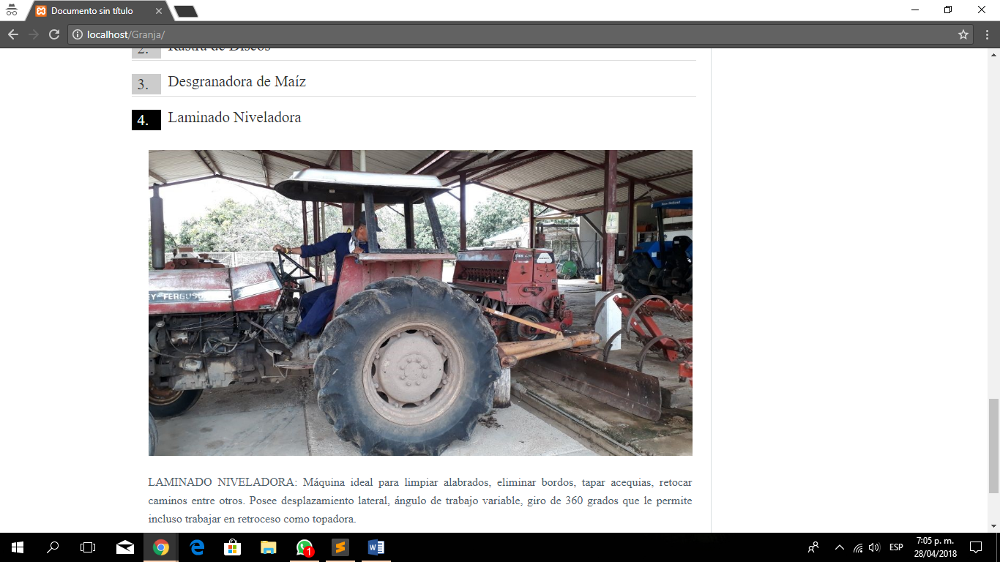 Documento sin título
localhost/Granja/
2. Rastra de Discos
3. Desgranadora de Maíz
4. Laminado Niveladora
EY-FERGUS
LAMINADO NIVELADORA: Máquina ideal para limpiar alabrados, eliminar bordos, tapar acequias, retocar
caminos entre otros. Posee desplazamiento lateral, ángulo de trabajo variable, giro de 360 grados que le permite
incluso trabajar en retroceso como topadora.
1
ESP
7:05 p. m.
28/04/2018